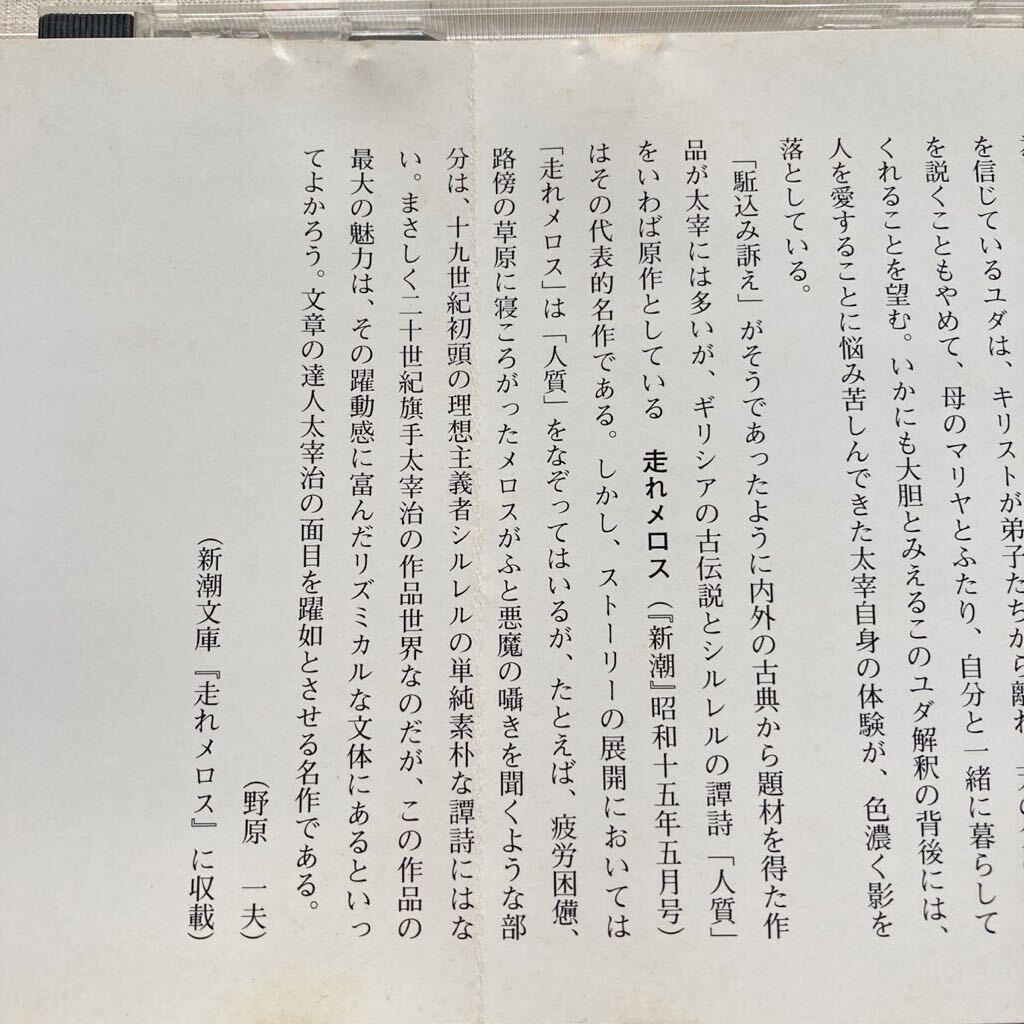 を信じているユダは、キリストが弟子たちから離れ
を説くこともやめて、母のマリヤとふたり、自分と一緒に暮らして
くれることを望む。いかにも大胆とみえるこのユダ解釈の背後には、
人を愛することに悩み苦しんできた太宰自身の体験が、色濃く影を
落としている。
「駈込み訴え」がそうであったように内外の古典から題材を得た作
品が太宰には多いが、ギリシアの古伝説とシルレルの譚詩「人質」
をいわば原作としている 走れメロス(『新潮』昭和十五年五月号)
はその代表的名作である。しかし、ストーリーの展開においては
「走れメロス」は「人質」をなぞってはいるが、たとえば、疲労困憊、
路傍の草原に寝ころがったメロスがふと悪魔の囁きを聞くような部
分は、十九世紀初頭の理想主義者シルレルの単純素朴な譚詩にはな
い。まさしく二十世紀旗手太宰治の作品世界なのだが、この作品の
最大の魅力は、その躍動感に富んだリズミカルな文体にあるといっ
てよかろう。文章の達人太宰治の面目を躍如とさせる名作である。
(野原 一夫)
(新潮文庫『走れメロス』に収載)